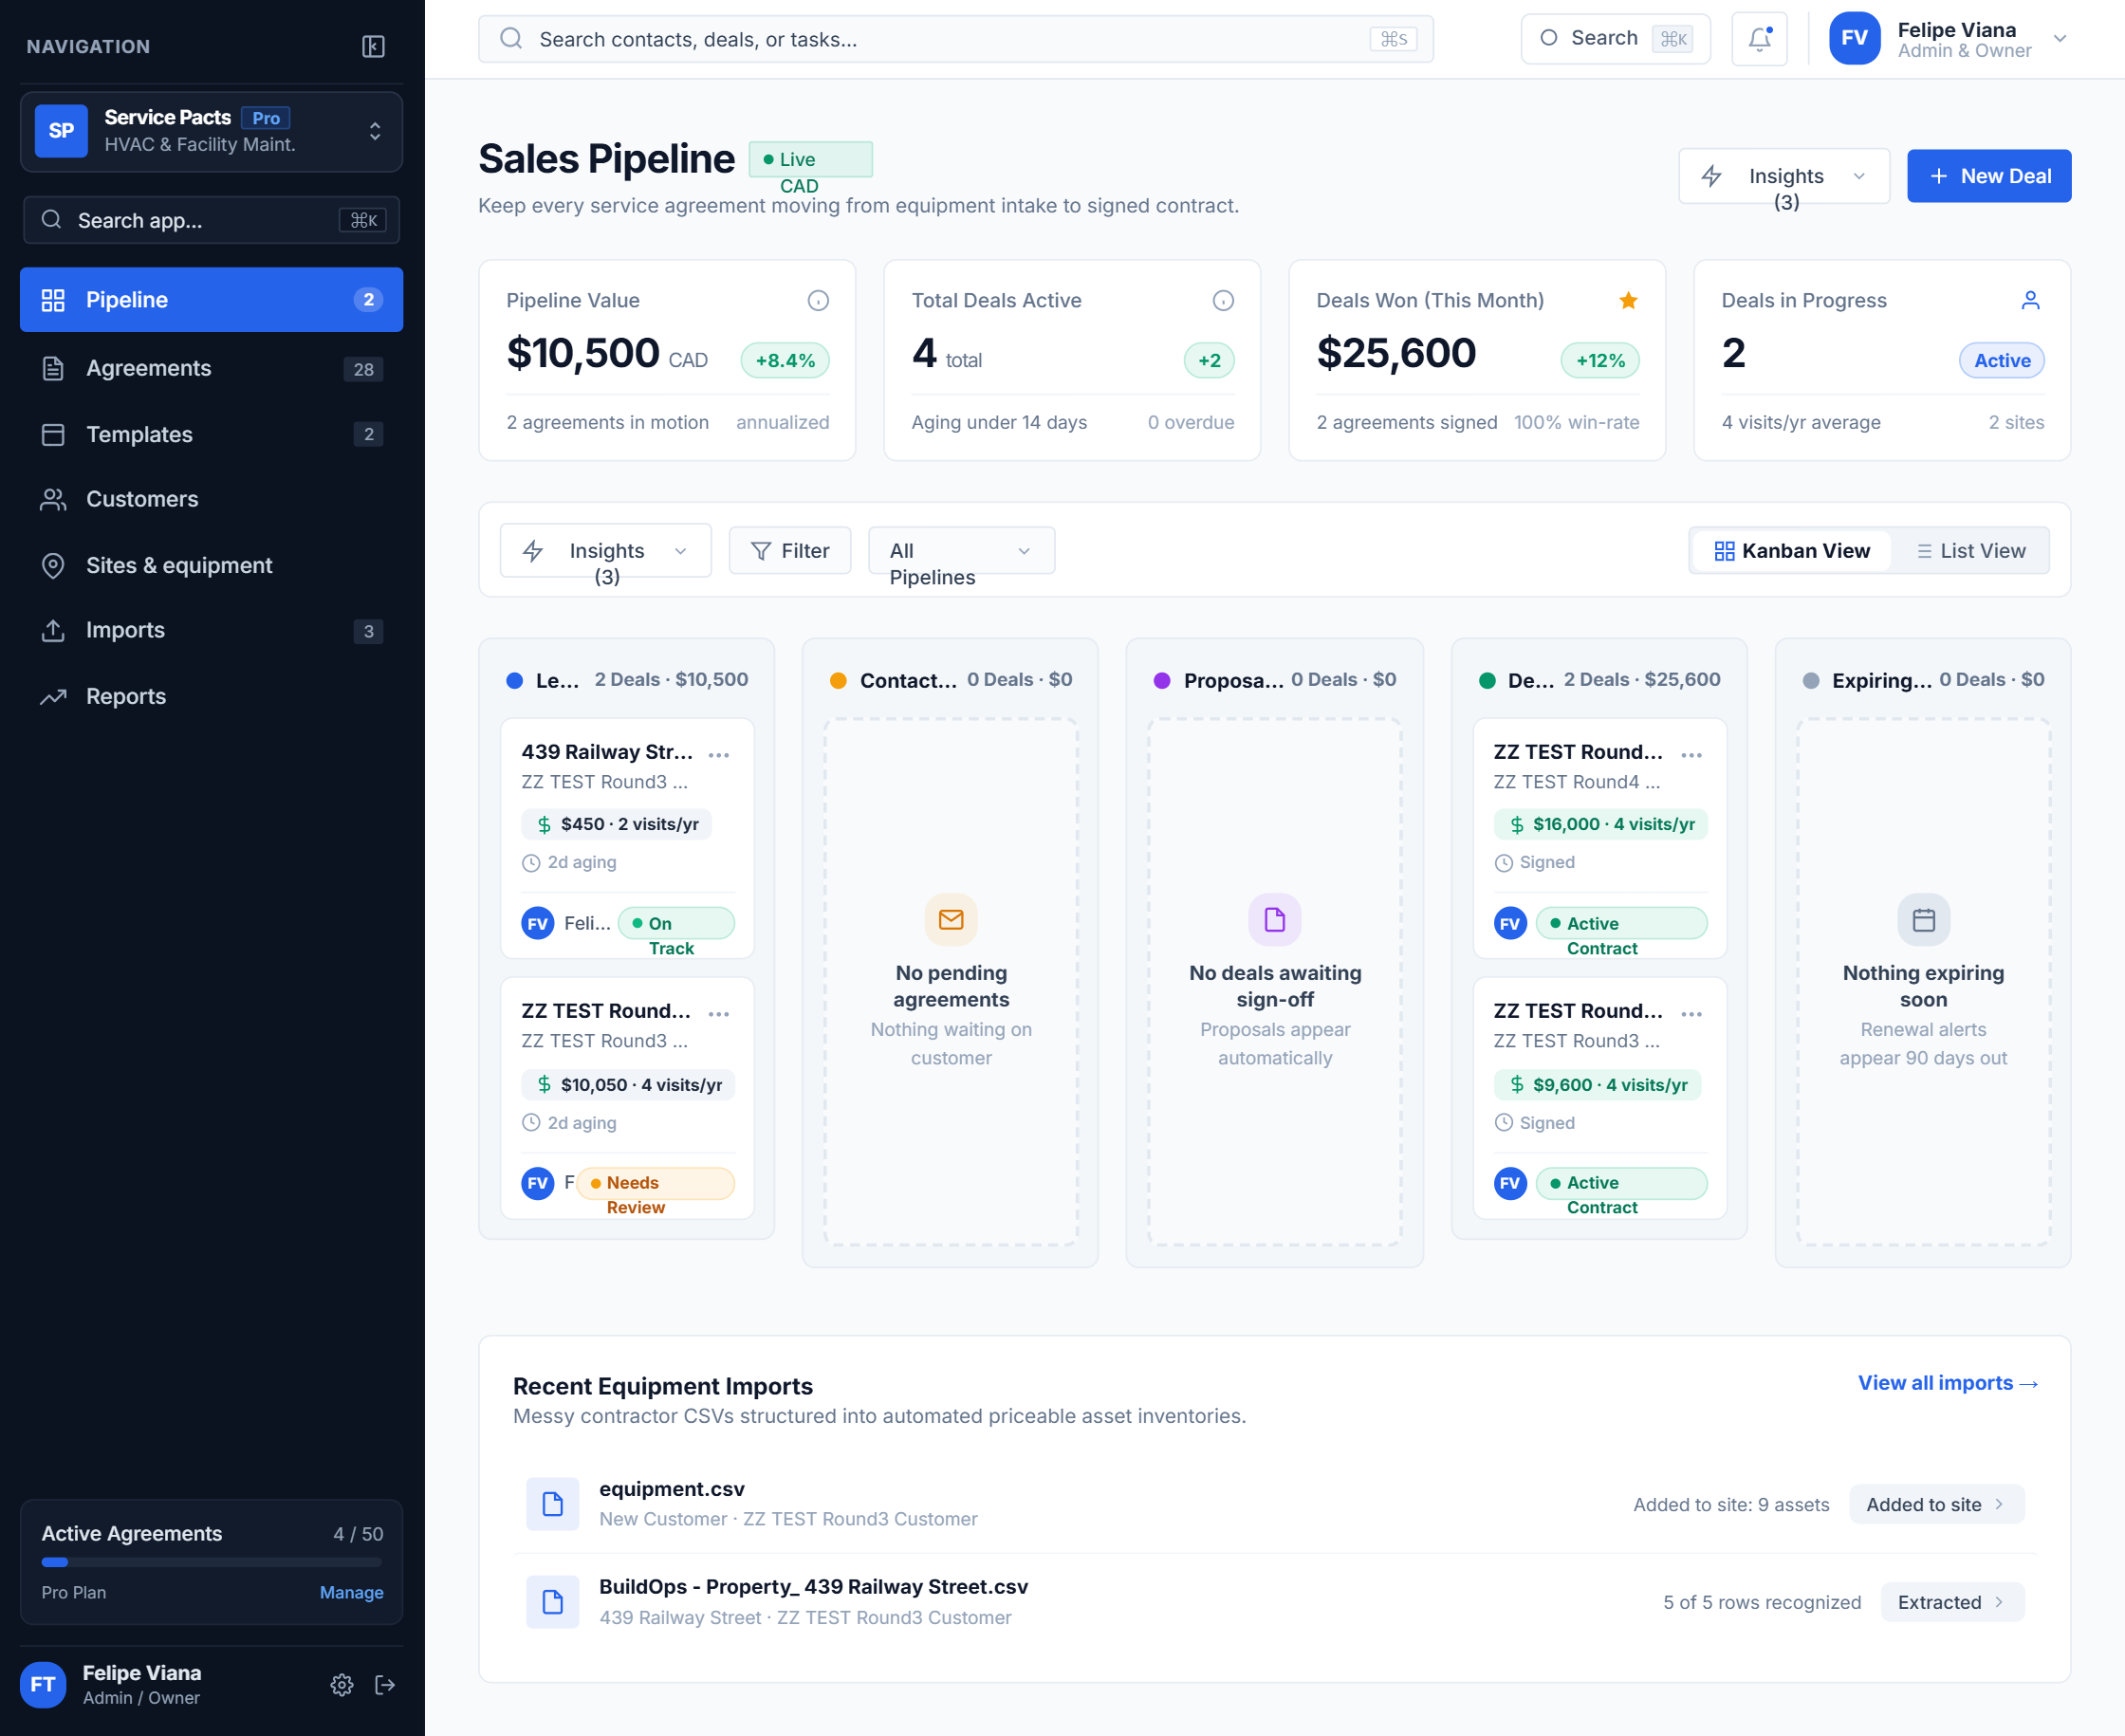 NAVIGATION
SP
Service Pacts Pro
HVAC & Facility Maint.
Search app... ⌘K
Pipeline 2
Agreements 28
Templates 2
Customers
Sites & equipment
Imports 3
Reports
Active Agreements 4 / 50
Pro Plan Manage
FT
Felipe Viana
Admin / Owner
Search contacts, deals, or tasks... ⌘S
Search ⌘K
FV
Felipe Viana
Admin & Owner
Sales Pipeline
Live
CAD
Keep every service agreement moving from equipment intake to signed contract.
Insights
(3)
New Deal
Pipeline Value
$10,500 CAD +8.4%
2 agreements in motion annualized
Total Deals Active
4 total +2
Aging under 14 days 0 overdue
Deals Won (This Month)
$25,600 +12%
2 agreements signed 100% win-rate
Deals in Progress
2 Active
4 visits/yr average 2 sites
Insights
(3)
Filter
All
Pipelines
Kanban View
List View
Le... 2 Deals · $10,500
439 Railway Str... •••
ZZ TEST Round3 ...
$450 · 2 visits/yr
2d aging
FV Feli...
On
Track
ZZ TEST Round... •••
ZZ TEST Round3 ...
$10,050 · 4 visits/yr
2d aging
FV F
Needs
Review
Contact... 0 Deals · $0
No pending
agreements
Nothing waiting on
customer
Proposa... 0 Deals · $0
No deals awaiting
sign-off
Proposals appear
automatically
De... 2 Deals · $25,600
ZZ TEST Round... •••
ZZ TEST Round4 ...
$16,000 · 4 visits/yr
Signed
FV
Active
Contract
ZZ TEST Round... •••
ZZ TEST Round3 ...
$9,600 · 4 visits/yr
Signed
FV
Active
Contract
Expiring... 0 Deals · $0
Nothing expiring
soon
Renewal alerts
appear 90 days out
Recent Equipment Imports
View all imports →
Messy contractor CSVs structured into automated priceable asset inventories.
equipment.csv
New Customer · ZZ TEST Round3 Customer
Added to site: 9 assets Added to site
BuildOps - Property_ 439 Railway Street.csv
439 Railway Street · ZZ TEST Round3 Customer
5 of 5 rows recognized Extracted